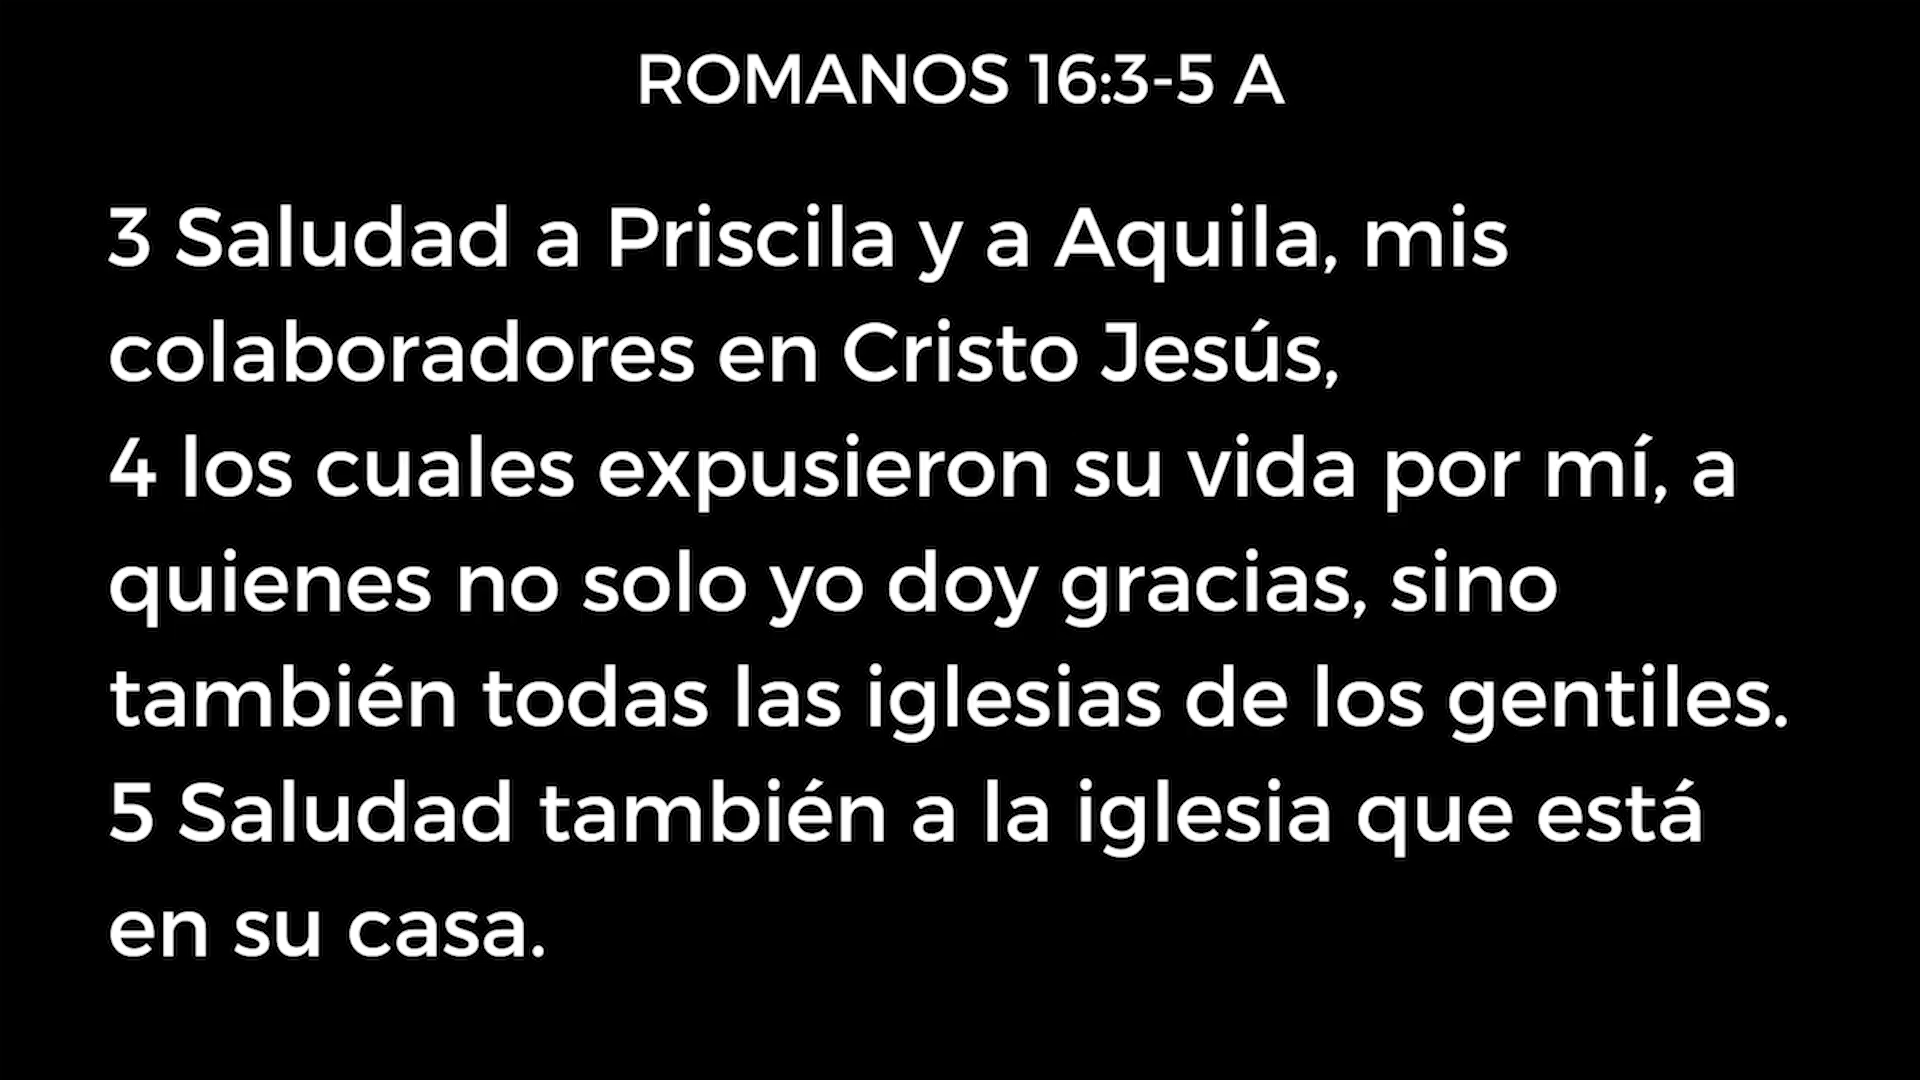 ROMANOS 16:3-5 A
3 Saludad a Priscila y a Aquila, mis
colaboradores en Cristo Jesús,
4 los cuales expusieron su vida por mí, a
quienes no solo yo doy gracias, sino
también todas las iglesias de los gentiles.
5 Saludad también a la iglesia que está
en su casa.